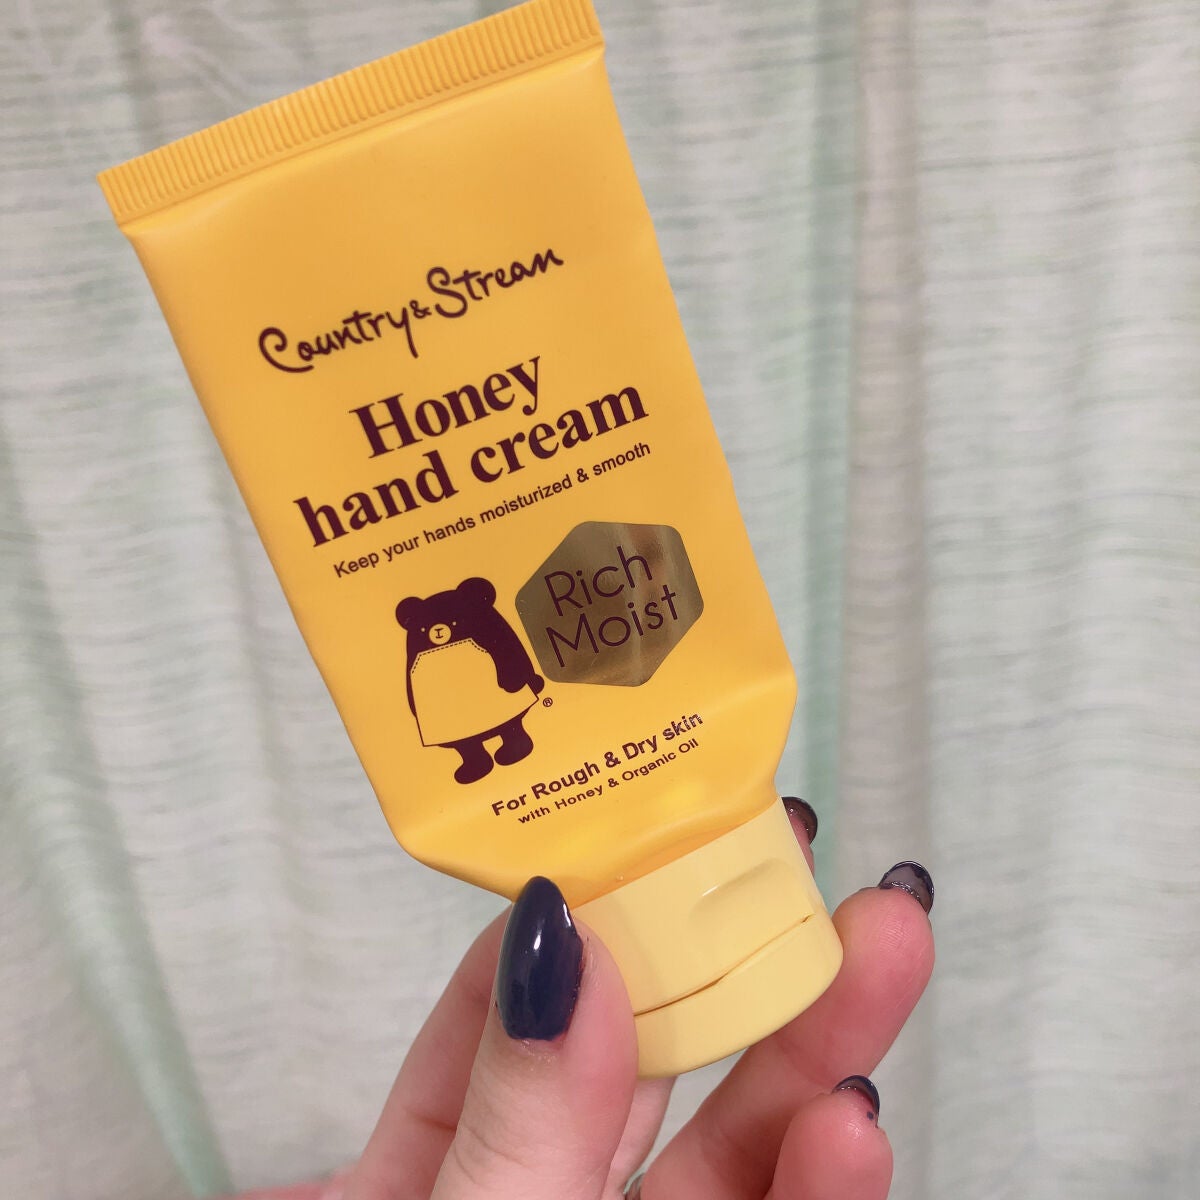 Country & Stream
Honey
hand cream
Keep your hands moisturized & smooth
Rich
Moist
®
For Rough & Dry skin
with Honey & Organic Oil